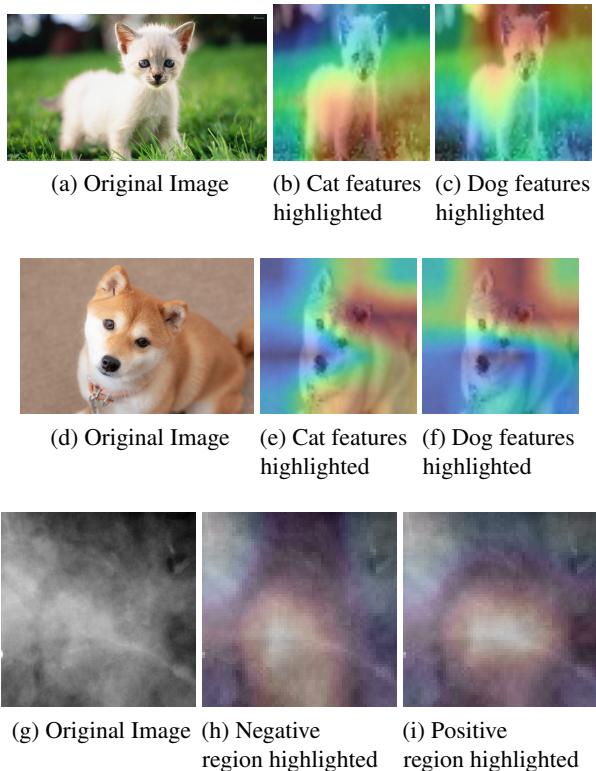 (a) Original Image
(b) Cat features
highlighted
(c) Dog features
highlighted
(d) Original Image
(e) Cat features
highlighted
(f) Dog features
highlighted
(g) Original Image
(h) Negative
region highlighted
(i) Positive
region highlighted